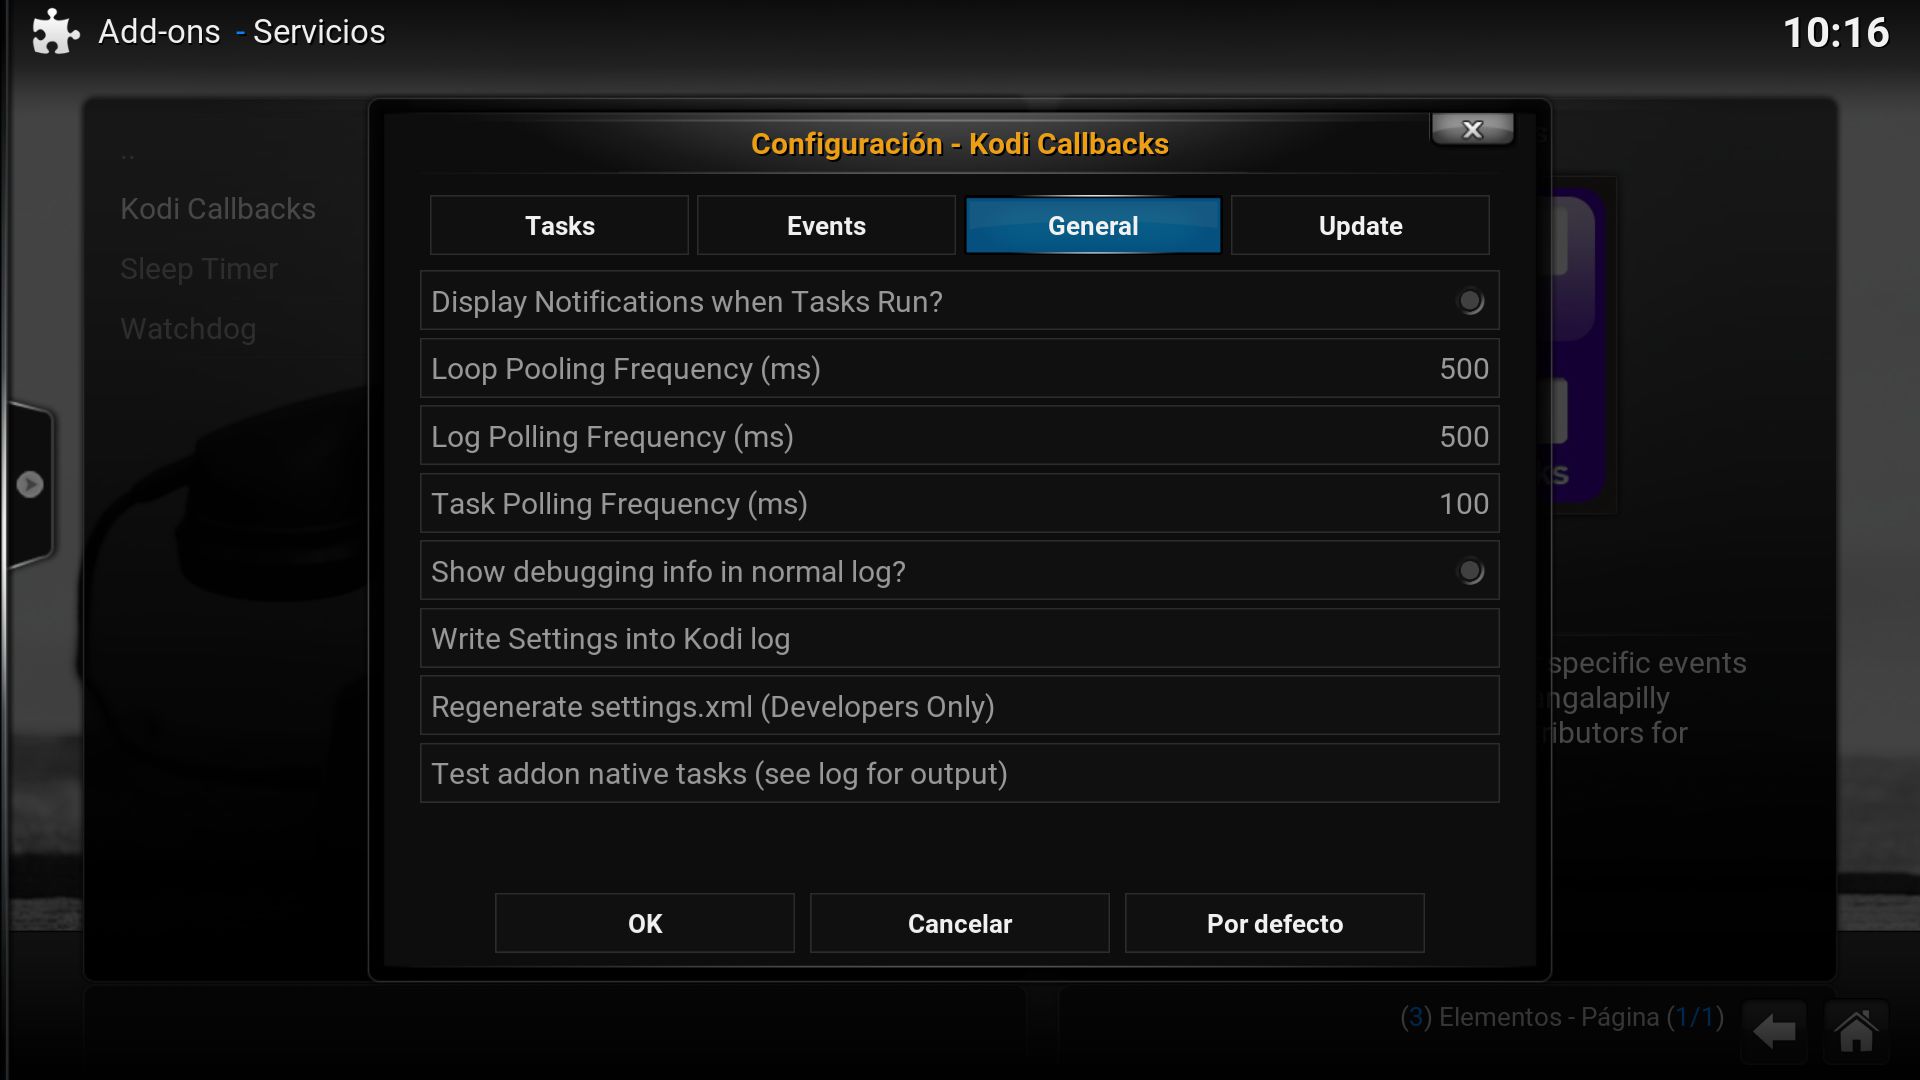 Add-ons - Servicios
10:16
Configuración - Kodi Callbacks
Tasks
Events
General
Update
..
Kodi Callbacks
Sleep Timer
Watchdog
Display Notifications when Tasks Run?
Loop Pooling Frequency (ms) 500
Log Polling Frequency (ms) 500
Task Polling Frequency (ms) 100
Show debugging info in normal log?
Write Settings into Kodi log
Regenerate settings.xml (Developers Only)
Test addon native tasks (see log for output)
specific events
for
OK
Cancelar
Por defecto
(3) Elementos - Página (1/1)